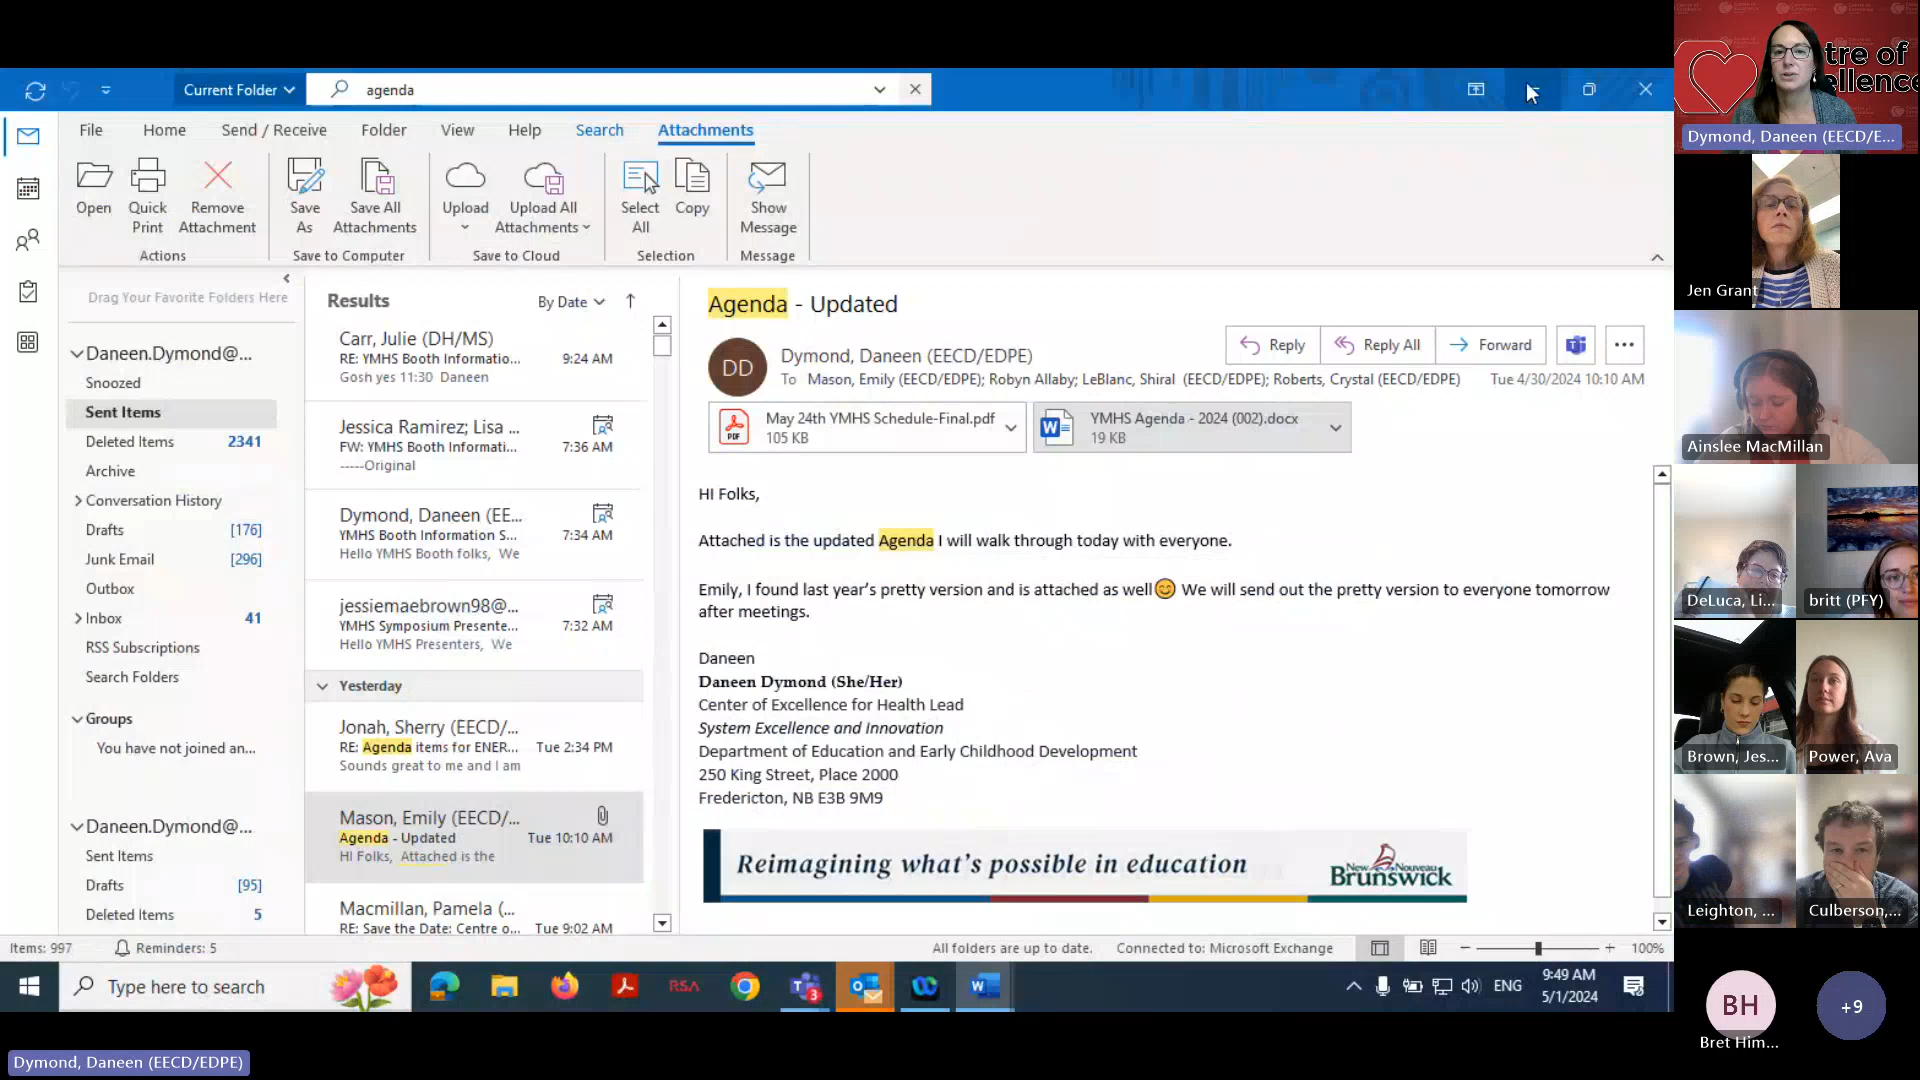 Current Folder
agenda
File
Home
Send / Receive
Folder
View
Help
Search
Attachments
Open
Quick
Print
Remove
Attachment
Actions
Save
As
Save All
Attachments
Save to Computer
Upload
Upload All
Attachments
Save to Cloud
Select
All
Copy
Selection
Show
Message
Message
Drag Your Favorite Folders Here
Daneen.Dymond@...
Snoozed
Sent Items
Deleted Items 2341
Archive
Conversation History
Drafts [176]
Junk Email [296]
Outbox
Inbox 41
RSS Subscriptions
Search Folders
Groups
You have not joined an...
Daneen.Dymond@...
Sent Items
Drafts [95]
Deleted Items 5
Results
By Date
Carr, Julie (DH/MS)
RE: YMHS Booth Informatio... 9:24 AM
Gosh yes 11:30 Daneen
Jessica Ramirez; Lisa ...
FW: YMHS Booth Informati... 7:36 AM
-----Original
Dymond, Daneen (EE...
YMHS Booth Information S... 7:34 AM
Hello YMHS Booth folks, We
jessiemaebrown98@...
YMHS Symposium Presente... 7:32 AM
Hello YMHS Presenters, We
Yesterday
Jonah, Sherry (EECD/...
RE: Agenda items for ENER... Tue 2:34 PM
Sounds great to me and I am
Mason, Emily (EECD/...
Agenda - Updated Tue 10:10 AM
HI Folks, Attached is the
Macmillan, Pamela (...
RE: Save the Date: Centre o... Tue 9:02 AM
Agenda - Updated
DD
Dymond, Daneen (EECD/EDPE)
To Mason, Emily (EECD/EDPE); Robyn Allaby; LeBlanc, Shiral (EECD/EDPE); Roberts, Crystal (EECD/EDPE)
Reply
Reply All
Forward
Tue 4/30/2024 10:10 AM
PDF
May 24th YMHS Schedule-Final.pdf
105 KB
YMHS Agenda - 2024 (002).docx
19 KB
HI Folks,
Attached is the updated Agenda I will walk through today with everyone.
Emily, I found last year's pretty version and is attached as well😊 We will send out the pretty version to everyone tomorrow
after meetings.
Daneen
Daneen Dymond (She/Her)
Center of Excellence for Health Lead
System Excellence and Innovation
Department of Education and Early Childhood Development
250 King Street, Place 2000
Fredericton, NB E3B 9M9
Reimagining what's possible in education
New Nouveau
Brunswick
Items: 997
Reminders: 5
All folders are up to date.
Connected to: Microsoft Exchange
100%
Type here to search
RSA
3
ENG
9:49 AM
5/1/2024
tre of
ellence
Dymond, Daneen (EECD/E...
Jen Grant
Ainslee MacMillan
DeLuca, Li...
britt (PFY)
Brown, Jes...
Power, Ava
Leighton, ...
Culberson,...
BH
Bret Him...
+9
Dymond, Daneen (EECD/EDPE)